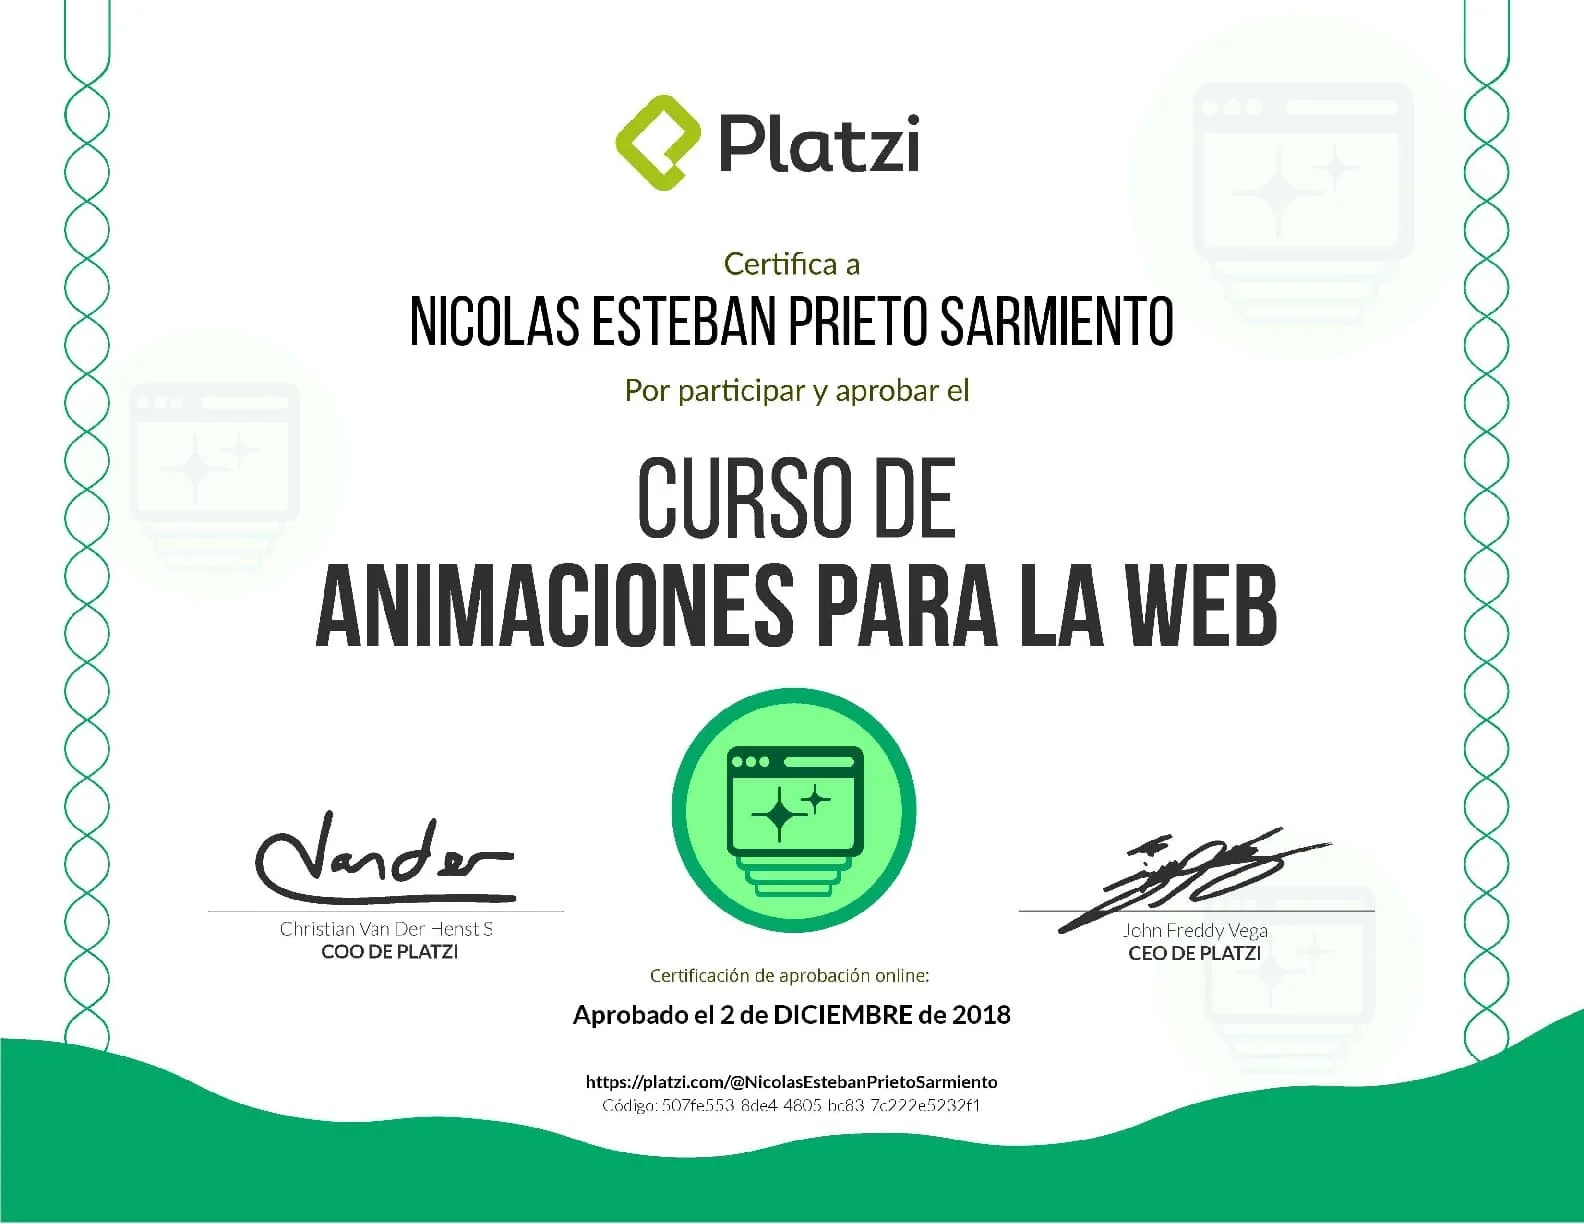 Platzi
Certifica a
NICOLAS ESTEBAN PRIETO SARMIENTO
Por participar y aprobar el
CURSO DE
ANIMACIONES PARA LA WEB
Vander
Christian Van Der Henst S
COO DE PLATZI
John Freddy Vega
CEO DE PLATZI
Certificación de aprobación online:
Aprobado el 2 de DICIEMBRE de 2018
https://platzi.com/@NicolasEstebanPrietoSarmiento
Código: 507fe553-8de4-4805-bc83-7c222e5232f1